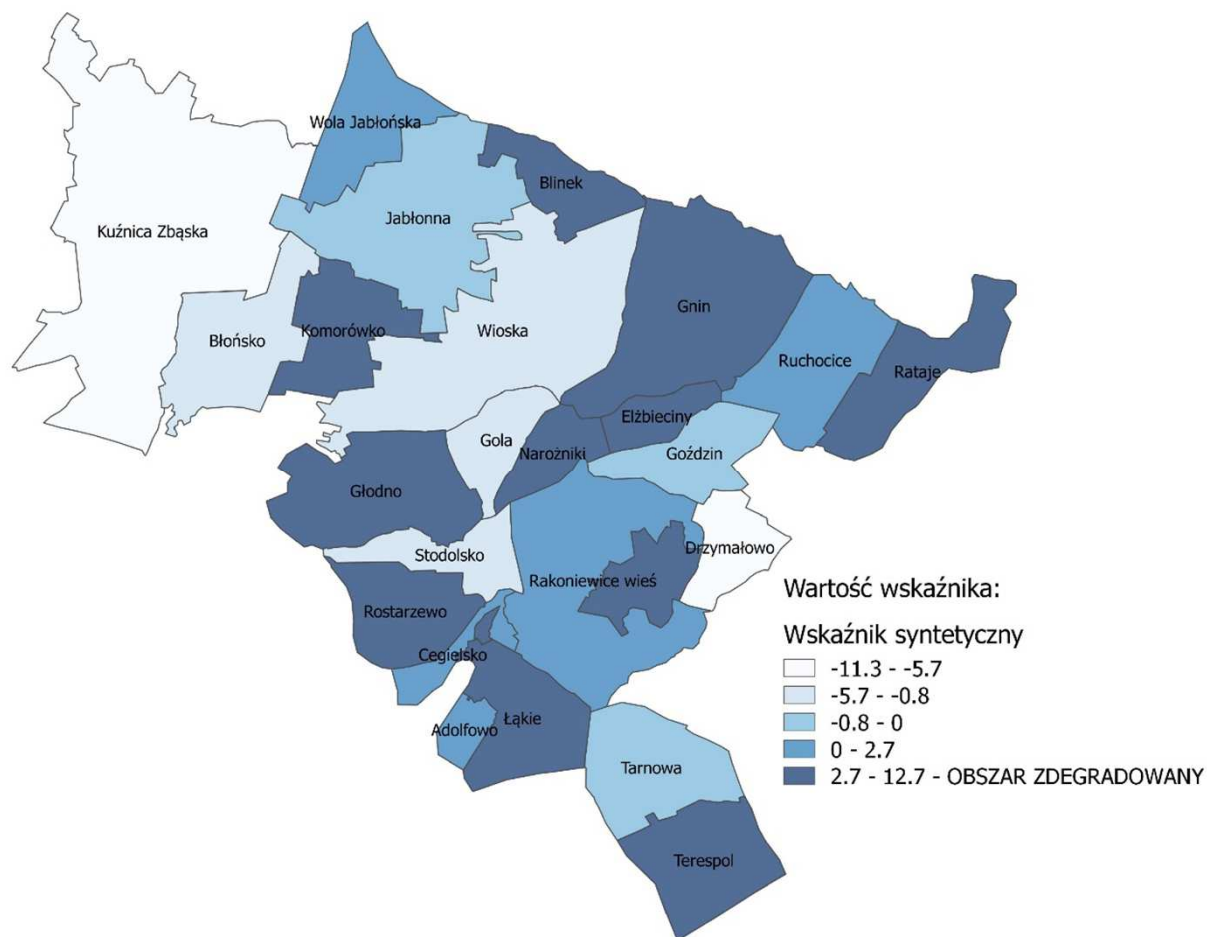 Wola Jabłońska
Blinek
Jabłonna
Kuźnica Zbąska
Gnin
Komorówko
Wioska
Błońsko
Ruchocice
Rataje
Elżbieciny
Gola
Narożniki
Goździn
Głodno
Drzymałowo
Stodolsko
Rakoniewice wieś
Rostarzewo
Cegielsko
Łąkie
Adolfowo
Tarnowa
Terespol
Wartość wskaźnika:
Wskaźnik syntetyczny
-11.3 - -5.7
-5.7 - -0.8
-0.8 - 0
0 - 2.7
2.7 - 12.7 - OBSZAR ZDEGRADOWANY